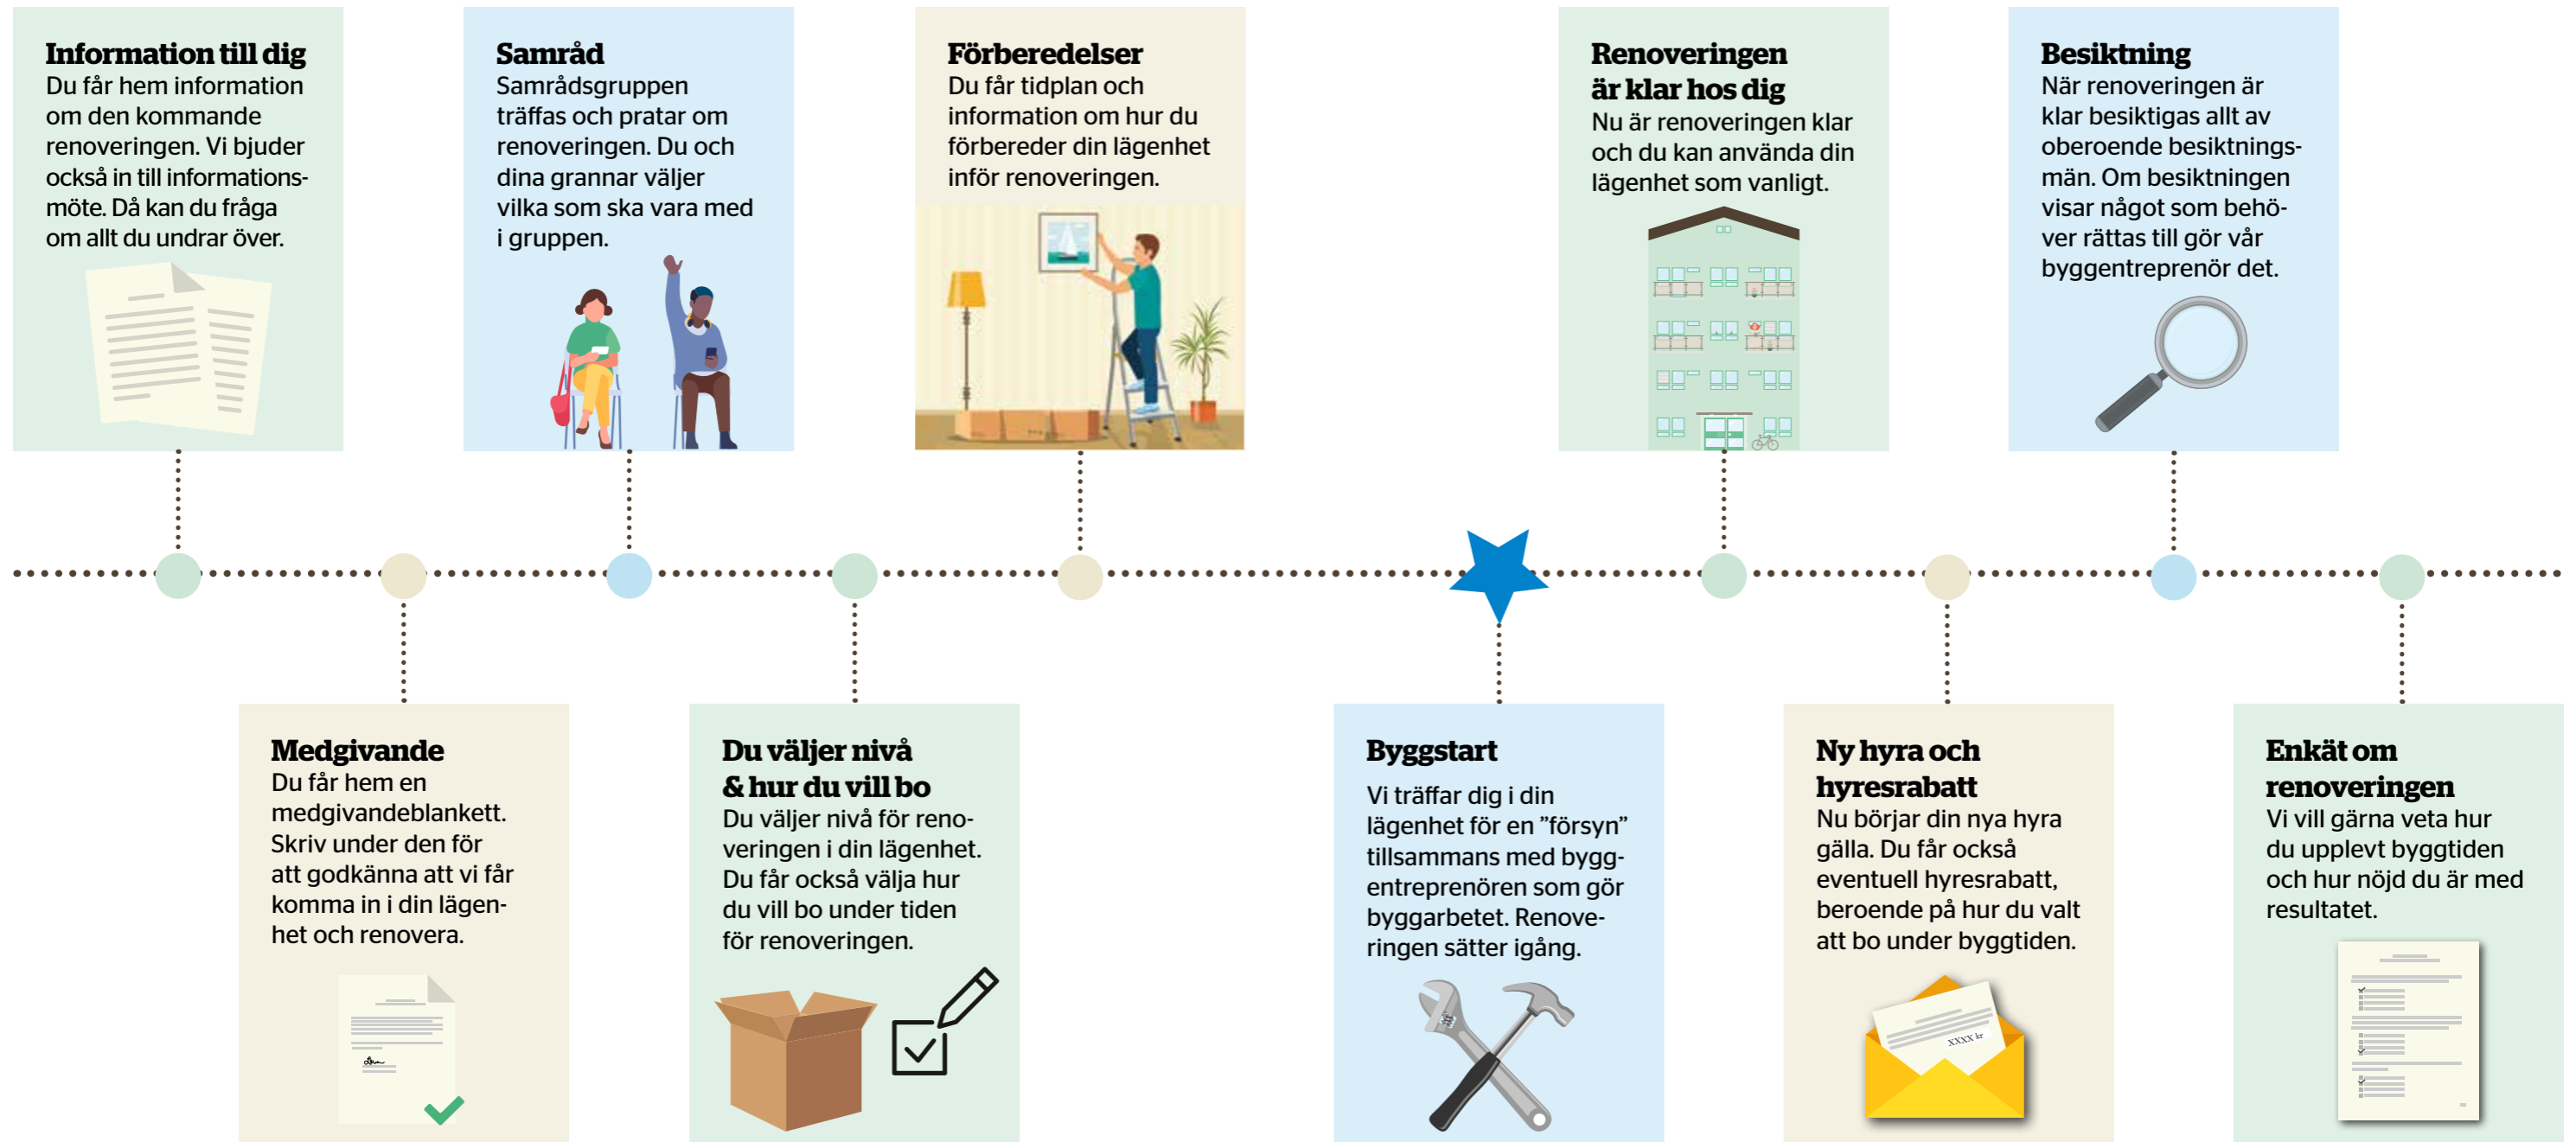 Information till dig
Du får hem information
om den kommande
renoveringen. Vi bjuder
också in till informations-
möte. Då kan du fråga
om allt du undrar över.
Medgivande
Du får hem en
medgivandeblankett.
Skriv under den för
att godkänna att vi får
komma in i din lägen-
het och renovera.
Samråd
Samrådsgruppen
träffas och pratar om
renoveringen. Du och
dina grannar väljer
vilka som ska vara med
i gruppen.
Du väljer nivå
& hur du vill bo
Du väljer nivå för reno-
veringen i din lägenhet.
Du får också välja hur
du vill bo under tiden
för renoveringen.
Förberedelser
Du får tidplan och
information om hur du
förbereder din lägenhet
inför renoveringen.
Byggstart
Vi träffar dig i din
lägenhet för en ”försyn”
tillsammans med bygg-
entreprenören som gör
byggarbetet. Renove-
ringen sätter igång.
Renoveringen
är klar hos dig
Nu är renoveringen klar
och du kan använda din
lägenhet som vanligt.
Ny hyra och
hyresrabatt
Nu börjar din nya hyra
gälla. Du får också
eventuell hyresrabatt,
beroende på hur du valt
att bo under byggtiden.
XXXX kr
Besiktning
När renoveringen är
klar besiktigas allt av
oberoende besiktnings-
män. Om besiktningen
visar något som behö-
ver rättas till gör vår
byggentreprenör det.
Enkät om
renoveringen
Vi vill gärna veta hur
du upplevt byggtiden
och hur nöjd du är med
resultatet.